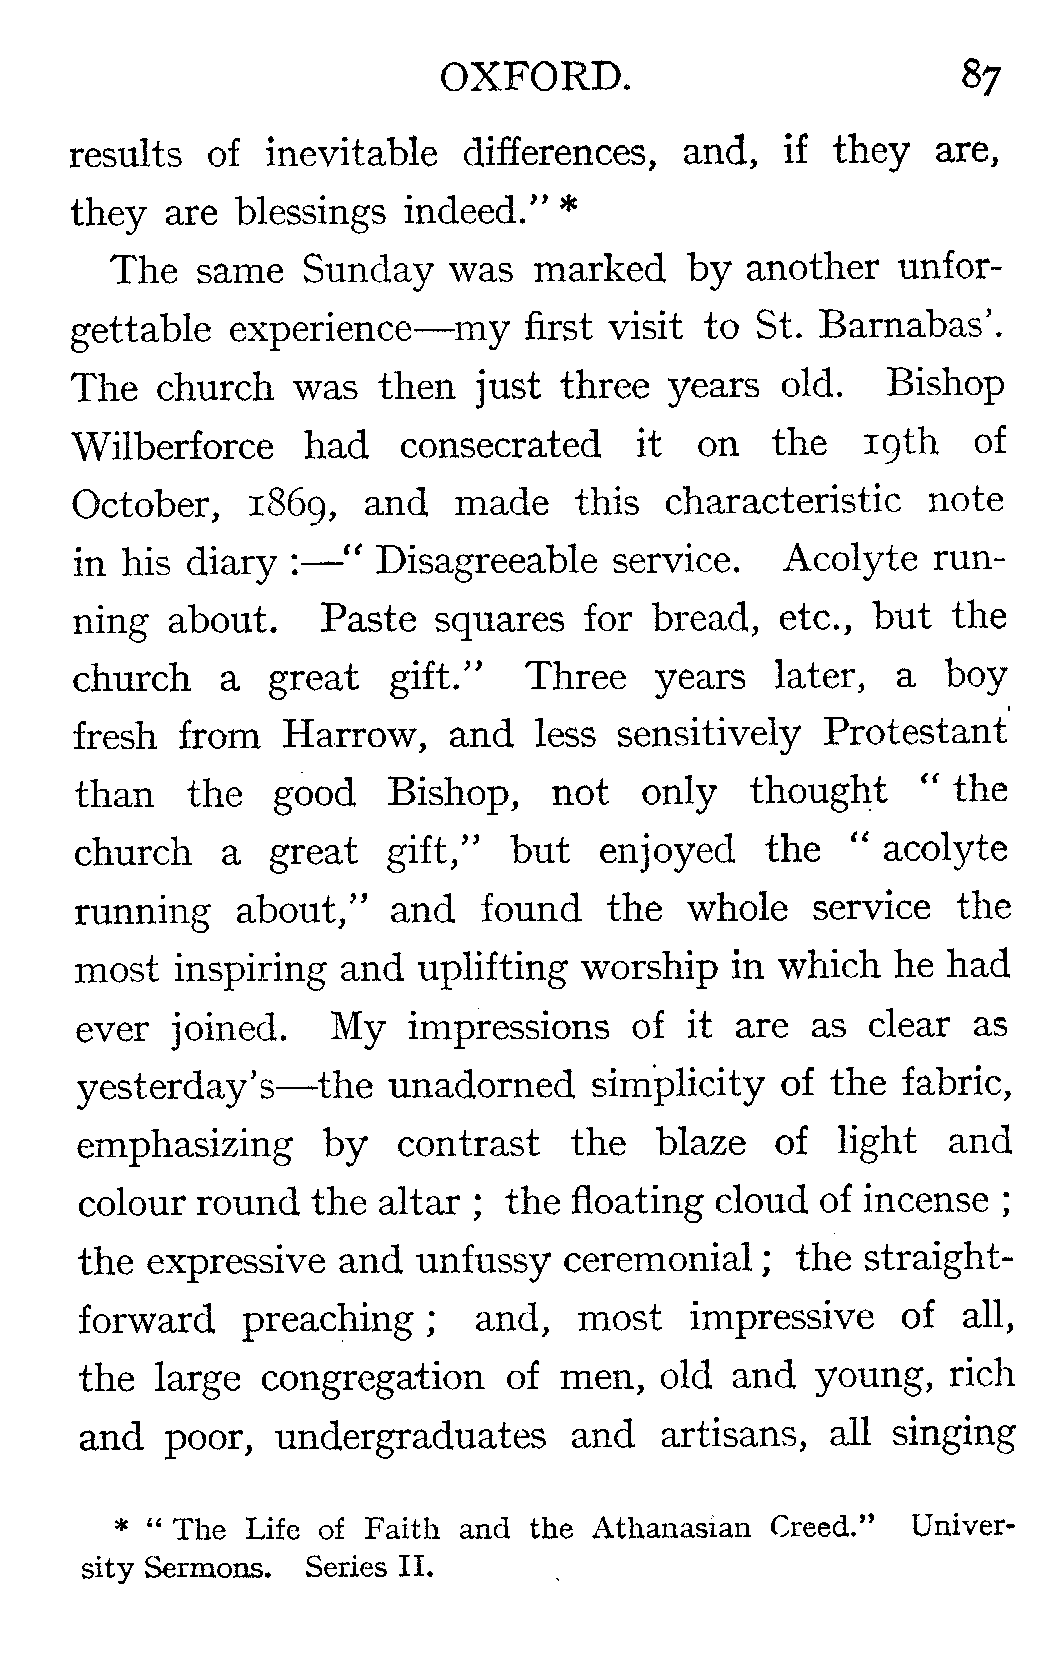 OXFORD. 87
results of inevitable differences, and, if they are,
they are blessings indeed." *
The same Sunday was marked by another unfor-
gettable experience—my first visit to St. Barnabas'.
The church was then just three years old. Bishop
Wilberforce had consecrated it on the 19th of
October, 1869, and made this characteristic note
in his diary :—" Disagreeable service. Acolyte run-
ning about. Paste squares for bread, etc., but the
church a great gift." Three years later, a boy
fresh from Harrow, and less sensitively Protestant
than the good Bishop, not only thought " the
church a great gift," but enjoyed the " acolyte
running about," and found the whole service the
most inspiring and uplifting worship in which he had
ever joined. My impressions of it are as clear as
yesterday's—the unadorned simplicity of the fabric,
emphasizing by contrast the blaze of light and
colour round the altar ; the floating cloud of incense ;
the expressive and unfussy ceremonial ; the straight-
forward preaching ; and, most impressive of all,
the large congregation of men, old and young, rich
and poor, undergraduates and artisans, all singing
* " The Life of Faith and the Athanasian Creed." Univer-
sity Sermons. Series II.